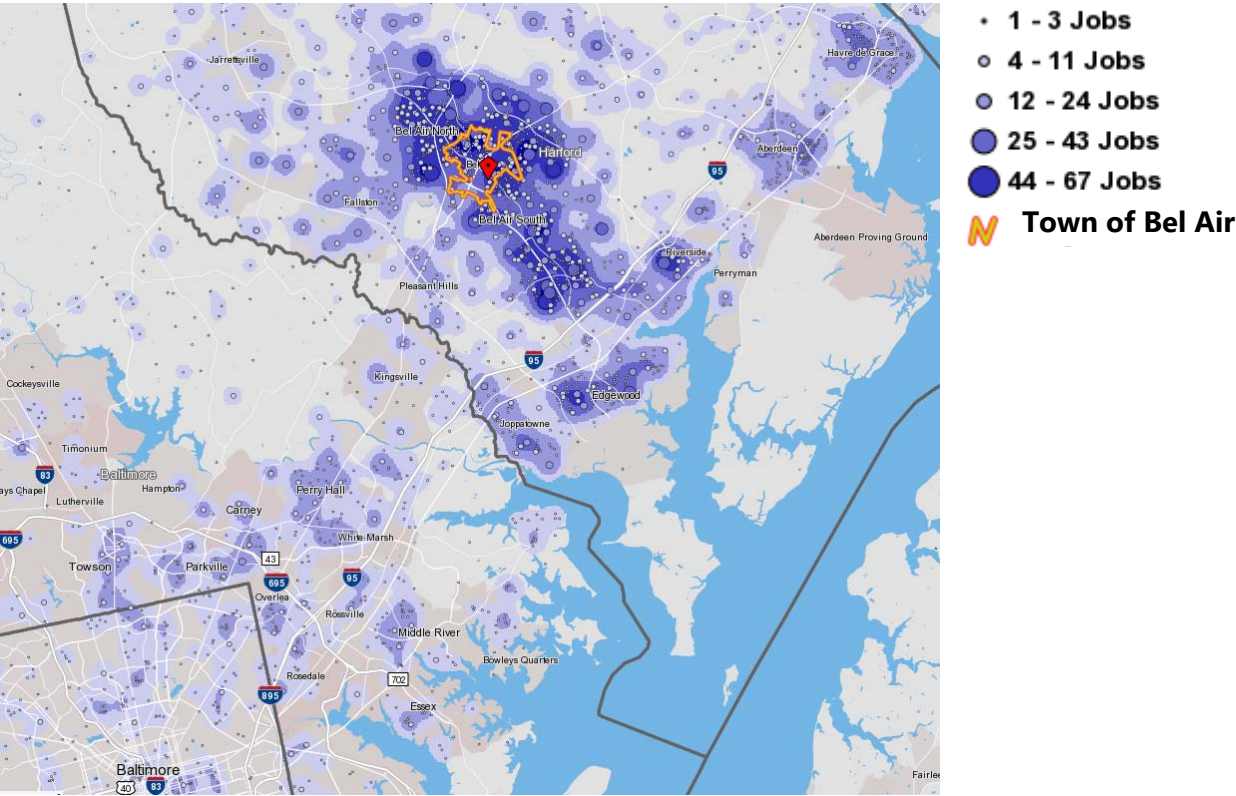 1 - 3 Jobs
4 - 11 Jobs
12 - 24 Jobs
25 - 43 Jobs
44 - 67 Jobs
Town of Bel Air
Jarrettsville
Havre de Grace
Bel Air North
Harford
Aberdeen
Bel
95
Fallston
Bel Air South
Aberdeen Proving Ground
Riverside
Perryman
Pleasant Hills
95
Kingsville
Cockeysville
Edgewood
Joppatowne
Timonium
83
Baltimore
ays Chapel
Lutherville
Hampton
Perry Hall
Carney
695
White Marsh
43
Towson
Parkville
695
95
Overlea
Rossville
Middle River
Bowleys Quarters
Rosedale
702
895
Essex
Baltimore
40
83
Fairlee